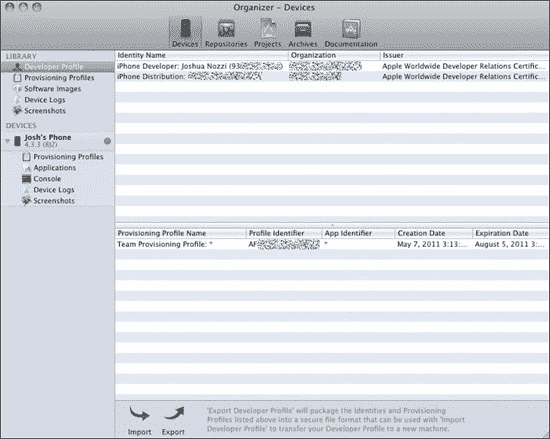 Organizer – Devices
Devices Repositories Projects Archives Documentation
LIBRARY
Developer Profile
Provisioning Profiles
Software Images
Device Logs
Screenshots
DEVICES
Josh's Phone
4.3.3 (8J2)
Provisioning Profiles
Applications
Console
Device Logs
Screenshots
Identity Name Organization Issuer
iPhone Developer: Joshua Nozzi (93 Apple Worldwide Developer Relations Certific...
iPhone Distribution: Apple Worldwide Developer Relations Certific...
Provisioning Profile Name Profile Identifier App Identifier Creation Date Expiration Date
Team Provisioning Profile: * AF * May 7, 2011 3:13:... August 5, 2011 3:...
Import Export
'Export Developer Profile' will package the Identities and Provisioning
Profiles listed above into a secure file format that can be used with 'Import
Developer Profile' to transfer your Developer Profile to a new machine.